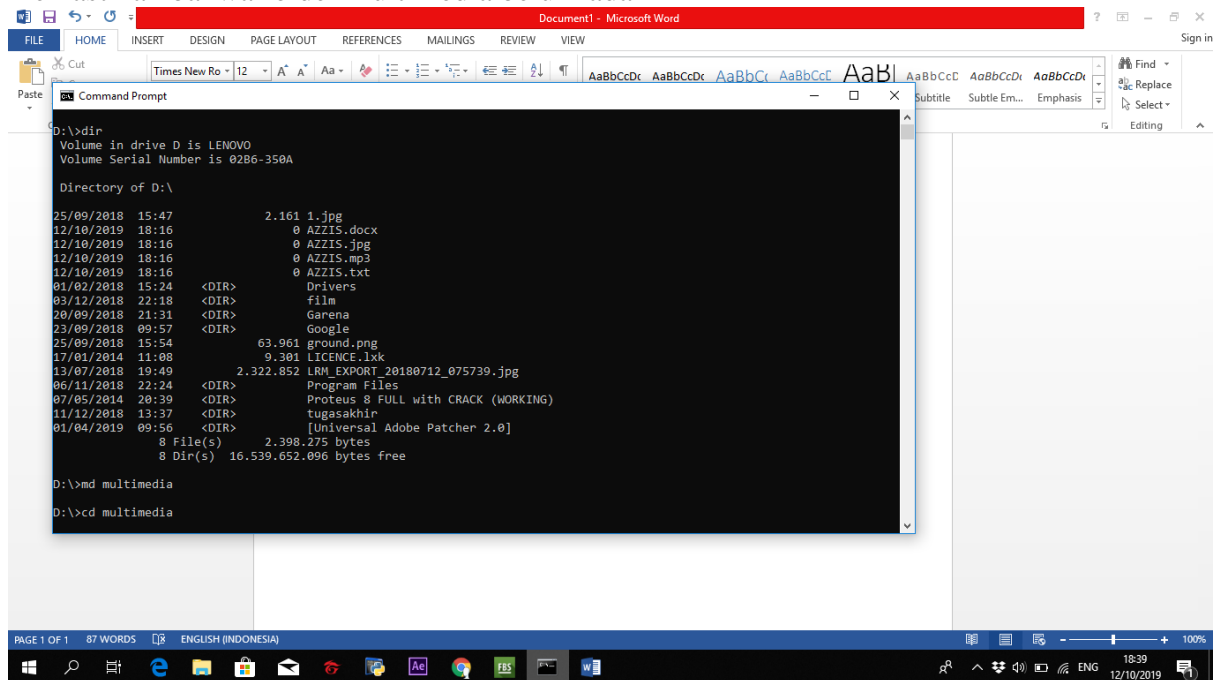 Document1 - Microsoft Word
FILE HOME INSERT DESIGN PAGE LAYOUT REFERENCES MAILINGS REVIEW VIEW Sign in
Cut
Paste
Times New Ro 12
AaBbCcDc AaBbCcDc AaBbCc AaBbCcE AaBl AaBbCcD AaBbCcDc AaBbCcDc
Subtitle Subtle Em... Emphasis
Find
Replace
Select
Editing
Command Prompt
D:\>dir
Volume in drive D is LENOVO
Volume Serial Number is 02B6-350A
Directory of D:\
25/09/2018 15:47 2.161 1.jpg
12/10/2019 18:16 0 AZZIS.docx
12/10/2019 18:16 0 AZZIS.jpg
12/10/2019 18:16 0 AZZIS.mp3
12/10/2019 18:16 0 AZZIS.txt
01/02/2018 15:24 <DIR> Drivers
03/12/2018 22:18 <DIR> film
20/09/2018 21:31 <DIR> Garena
23/09/2018 09:57 <DIR> Google
25/09/2018 15:54 63.961 ground.png
17/01/2014 11:08 9.301 LICENCE.lxk
13/07/2018 19:49 2.322.852 LRM_EXPORT_20180712_075739.jpg
06/11/2018 22:24 <DIR> Program Files
07/05/2014 20:39 <DIR> Proteus 8 FULL with CRACK (WORKING)
11/12/2018 13:37 <DIR> tugasakhir
01/04/2019 09:56 <DIR> [Universal Adobe Patcher 2.0]
8 File(s) 2.398.275 bytes
8 Dir(s) 16.539.652.096 bytes free
D:\>md multimedia
D:\>cd multimedia
PAGE 1 OF 1 87 WORDS ENGLISH (INDONESIA) 100%
Ae FBS ENG
18:39
12/10/2019